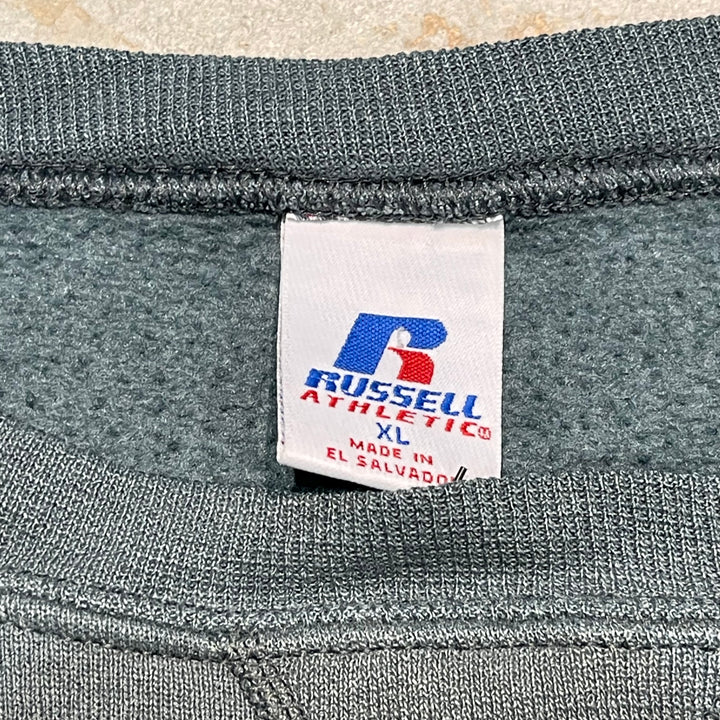 RUSSELL
ATHLETIC®
XL
MADE IN
EL SALVADOR